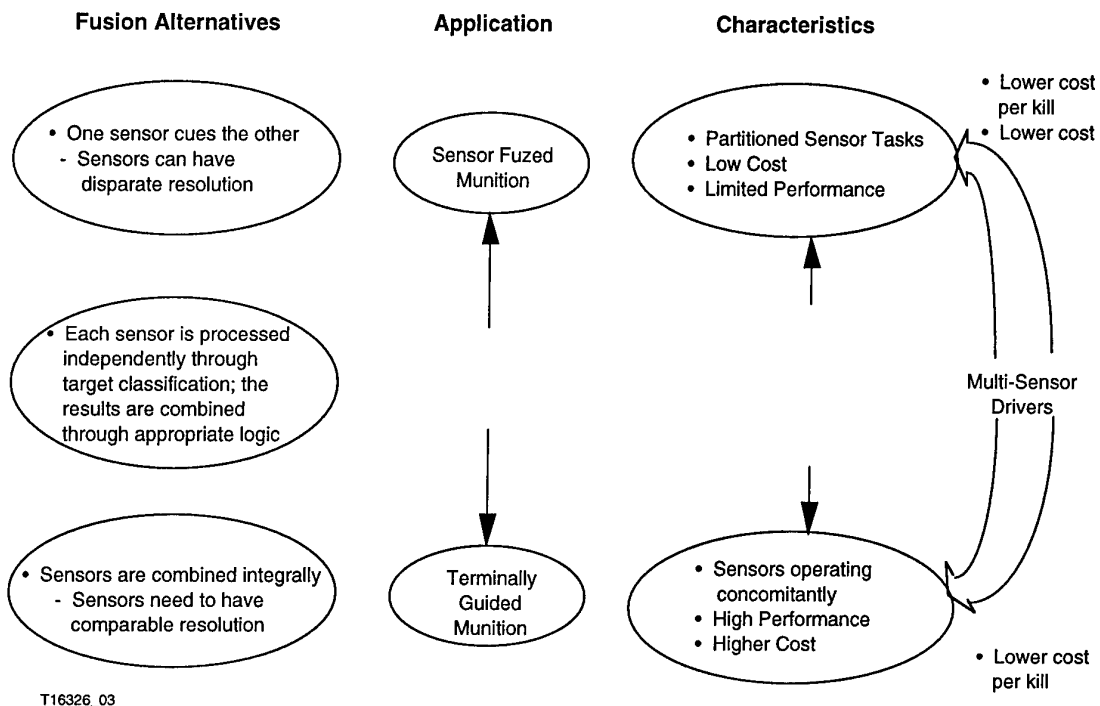 Fusion Alternatives
Application
Characteristics
• One sensor cues the other
- Sensors can have
disparate resolution
Sensor Fuzed
Munition
• Partitioned Sensor Tasks
• Low Cost
• Limited Performance
• Lower cost
per kill
• Lower cost
• Each sensor is processed
independently through
target classification; the
results are combined
through appropriate logic
Multi-Sensor
Drivers
• Sensors are combined integrally
- Sensors need to have
comparable resolution
Terminally
Guided
Munition
• Sensors operating
concomitantly
• High Performance
• Higher Cost
• Lower cost
per kill
T16326 03